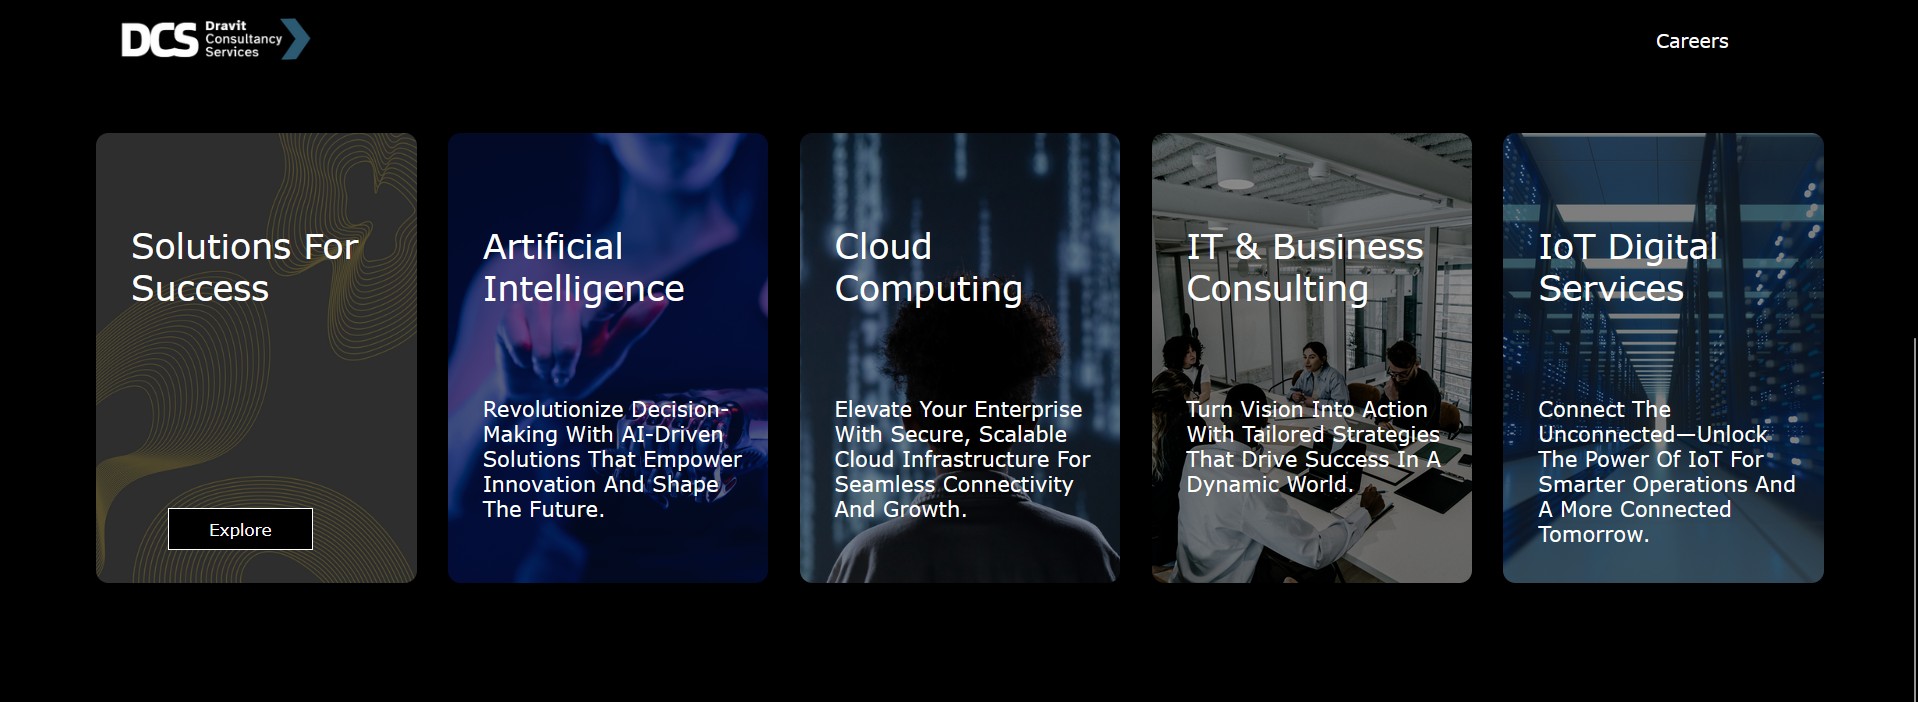 DCS
Dravit
Consultancy
Services
Careers
Solutions For
Success
Explore
Artificial
Intelligence
Revolutionize Decision-
Making With AI-Driven
Solutions That Empower
Innovation And Shape
The Future.
Cloud
Computing
Elevate Your Enterprise
With Secure, Scalable
Cloud Infrastructure For
Seamless Connectivity
And Growth.
IT & Business
Consulting
Turn Vision Into Action
With Tailored Strategies
That Drive Success In A
Dynamic World.
IoT Digital
Services
Connect The
Unconnected—Unlock
The Power Of IoT For
Smarter Operations And
A More Connected
Tomorrow.